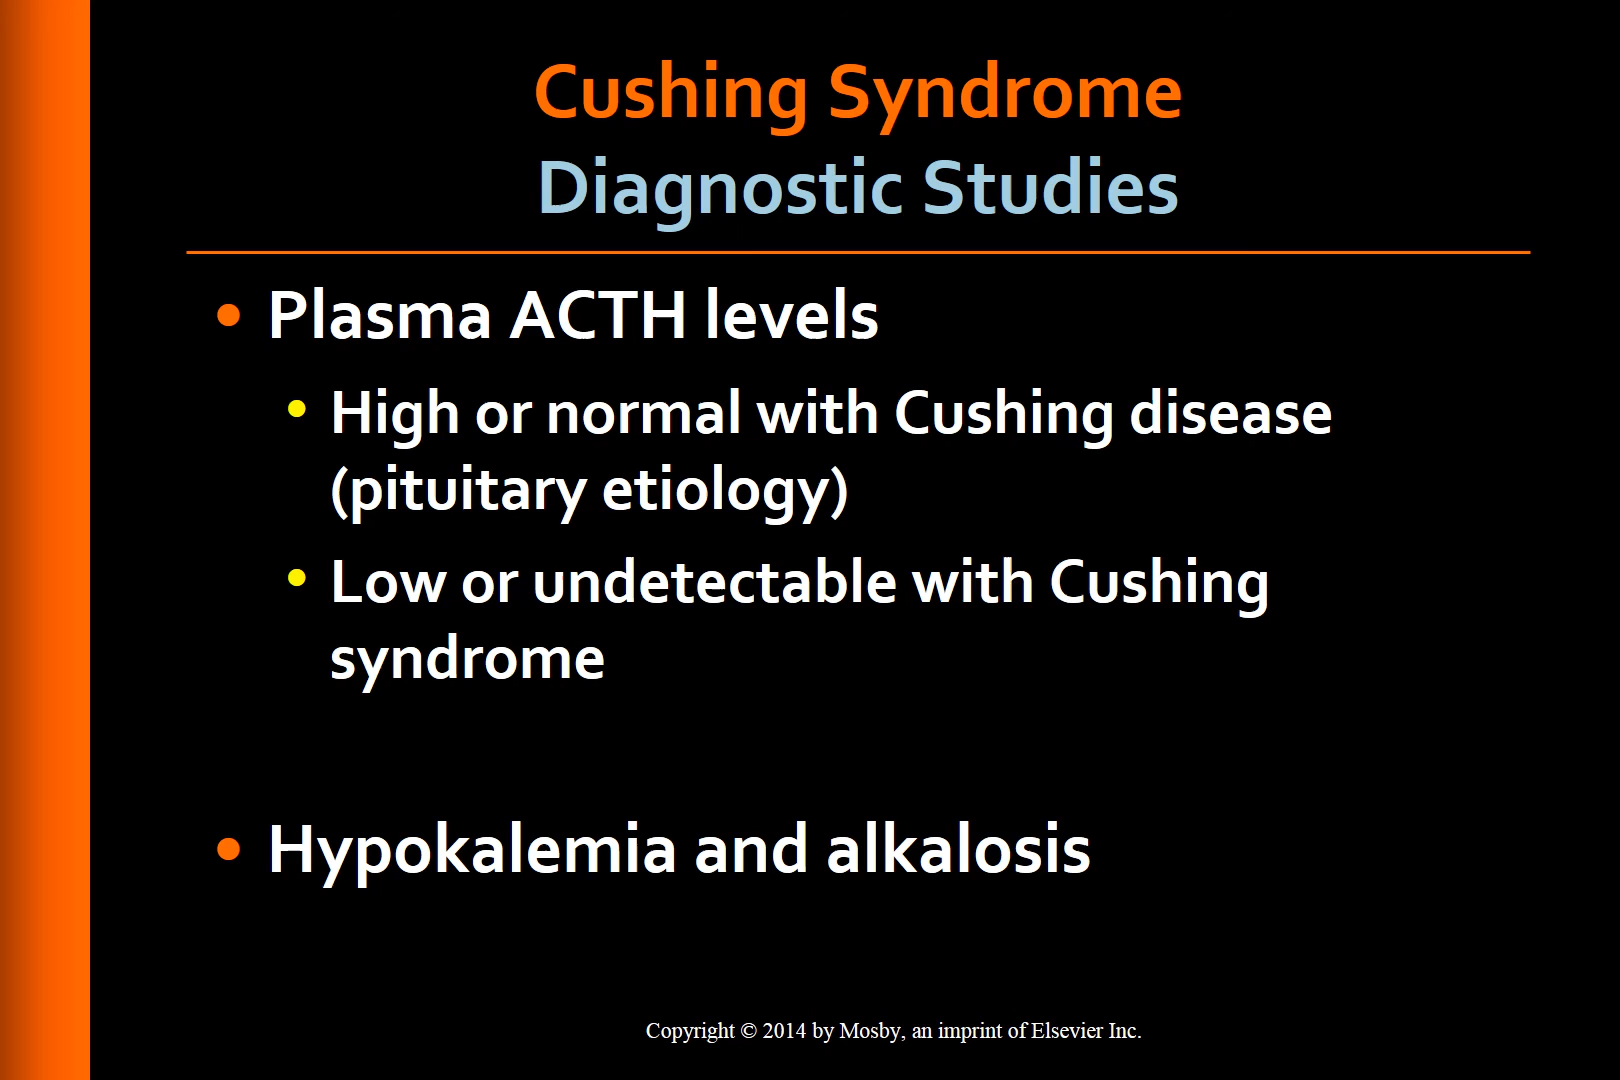 Cushing Syndrome
Diagnostic Studies
• Plasma ACTH levels
• High or normal with Cushing disease
(pituitary etiology)
• Low or undetectable with Cushing
syndrome
• Hypokalemia and alkalosis
Copyright © 2014 by Mosby, an imprint of Elsevier Inc.